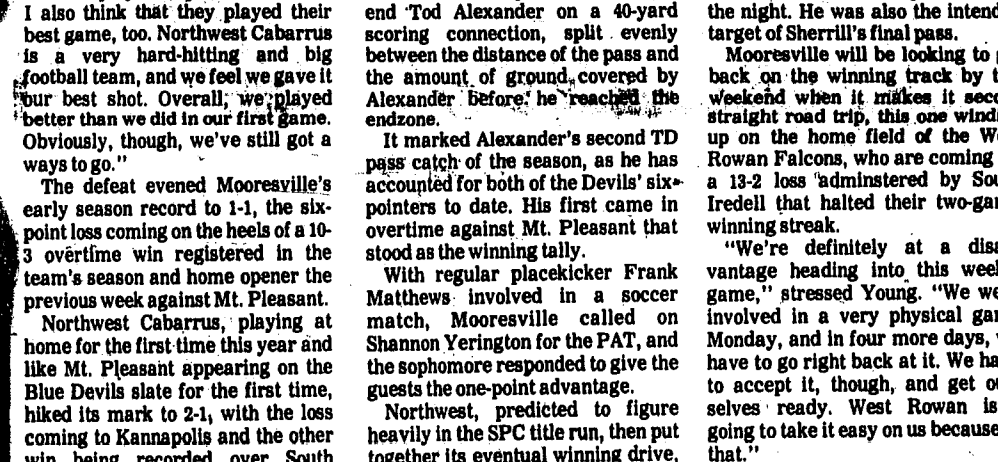 I also think that they played their
best game, too. Northwest Cabarrus
is a very hard-hitting and big
football team, and we feel we gave it
our best shot. Overall, we played
better than we did in our first game.
Obviously, though, we've still got a
ways to go."
The defeat evened Mooresville's
early season record to 1-1, the six-
point loss coming on the heels of a 10-
3 overtime win registered in the
team's season and home opener the
previous week against Mt. Pleasant.
Northwest Cabarrus, playing at
home for the first time this year and
like Mt. Pleasant appearing on the
Blue Devils slate for the first time,
hiked its mark to 2-1, with the loss
coming to Kannapolis and the other
win being recorded over South
end Tod Alexander on a 40-yard
scoring connection, split evenly
between the distance of the pass and
the amount of ground covered by
Alexander before he reached the
endzone.
It marked Alexander's second TD
pass catch of the season, as he has
accounted for both of the Devils' six-
pointers to date. His first came in
overtime against Mt. Pleasant that
stood as the winning tally.
With regular placekicker Frank
Matthews involved in a soccer
match, Mooresville called on
Shannon Yerington for the PAT, and
the sophomore responded to give the
guests the one-point advantage.
Northwest, predicted to figure
heavily in the SPC title run, then put
together its eventual winning drive,
the night. He was also the intend
target of Sherrill's final pass.
Mooresville will be looking to
back on the winning track by t
weekend when it makes it seco
straight road trip, this one windi
up on the home field of the W
Rowan Falcons, who are coming
a 13-2 loss adminstered by Sou
Iredell that halted their two-gar
winning streak.
"We're definitely at a disa
vantage heading into this weel
game," stressed Young. "We we
involved in a very physical gar
Monday, and in four more days,
have to go right back at it. We ha
to accept it, though, and get ou
selves ready. West Rowan is
going to take it easy on us because
that."